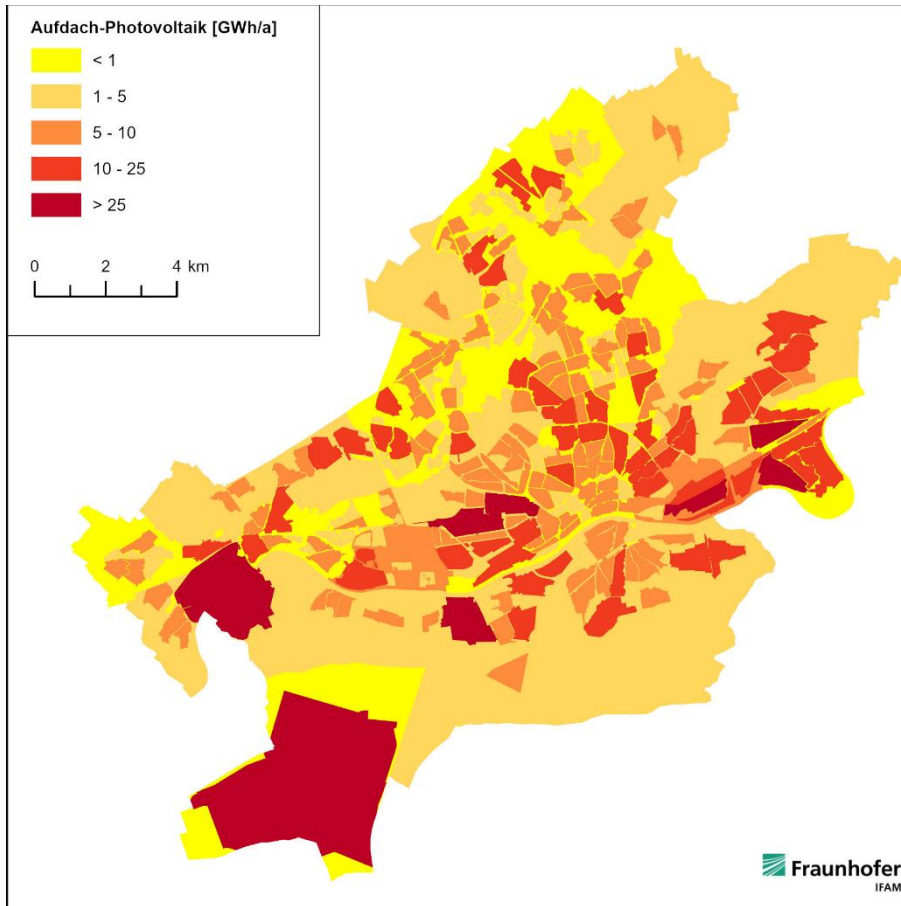 Aufdach-Photovoltaik [GWh/a]
< 1
1 - 5
5 - 10
10 - 25
> 25
0 2 4 km
Fraunhofer
IFAM